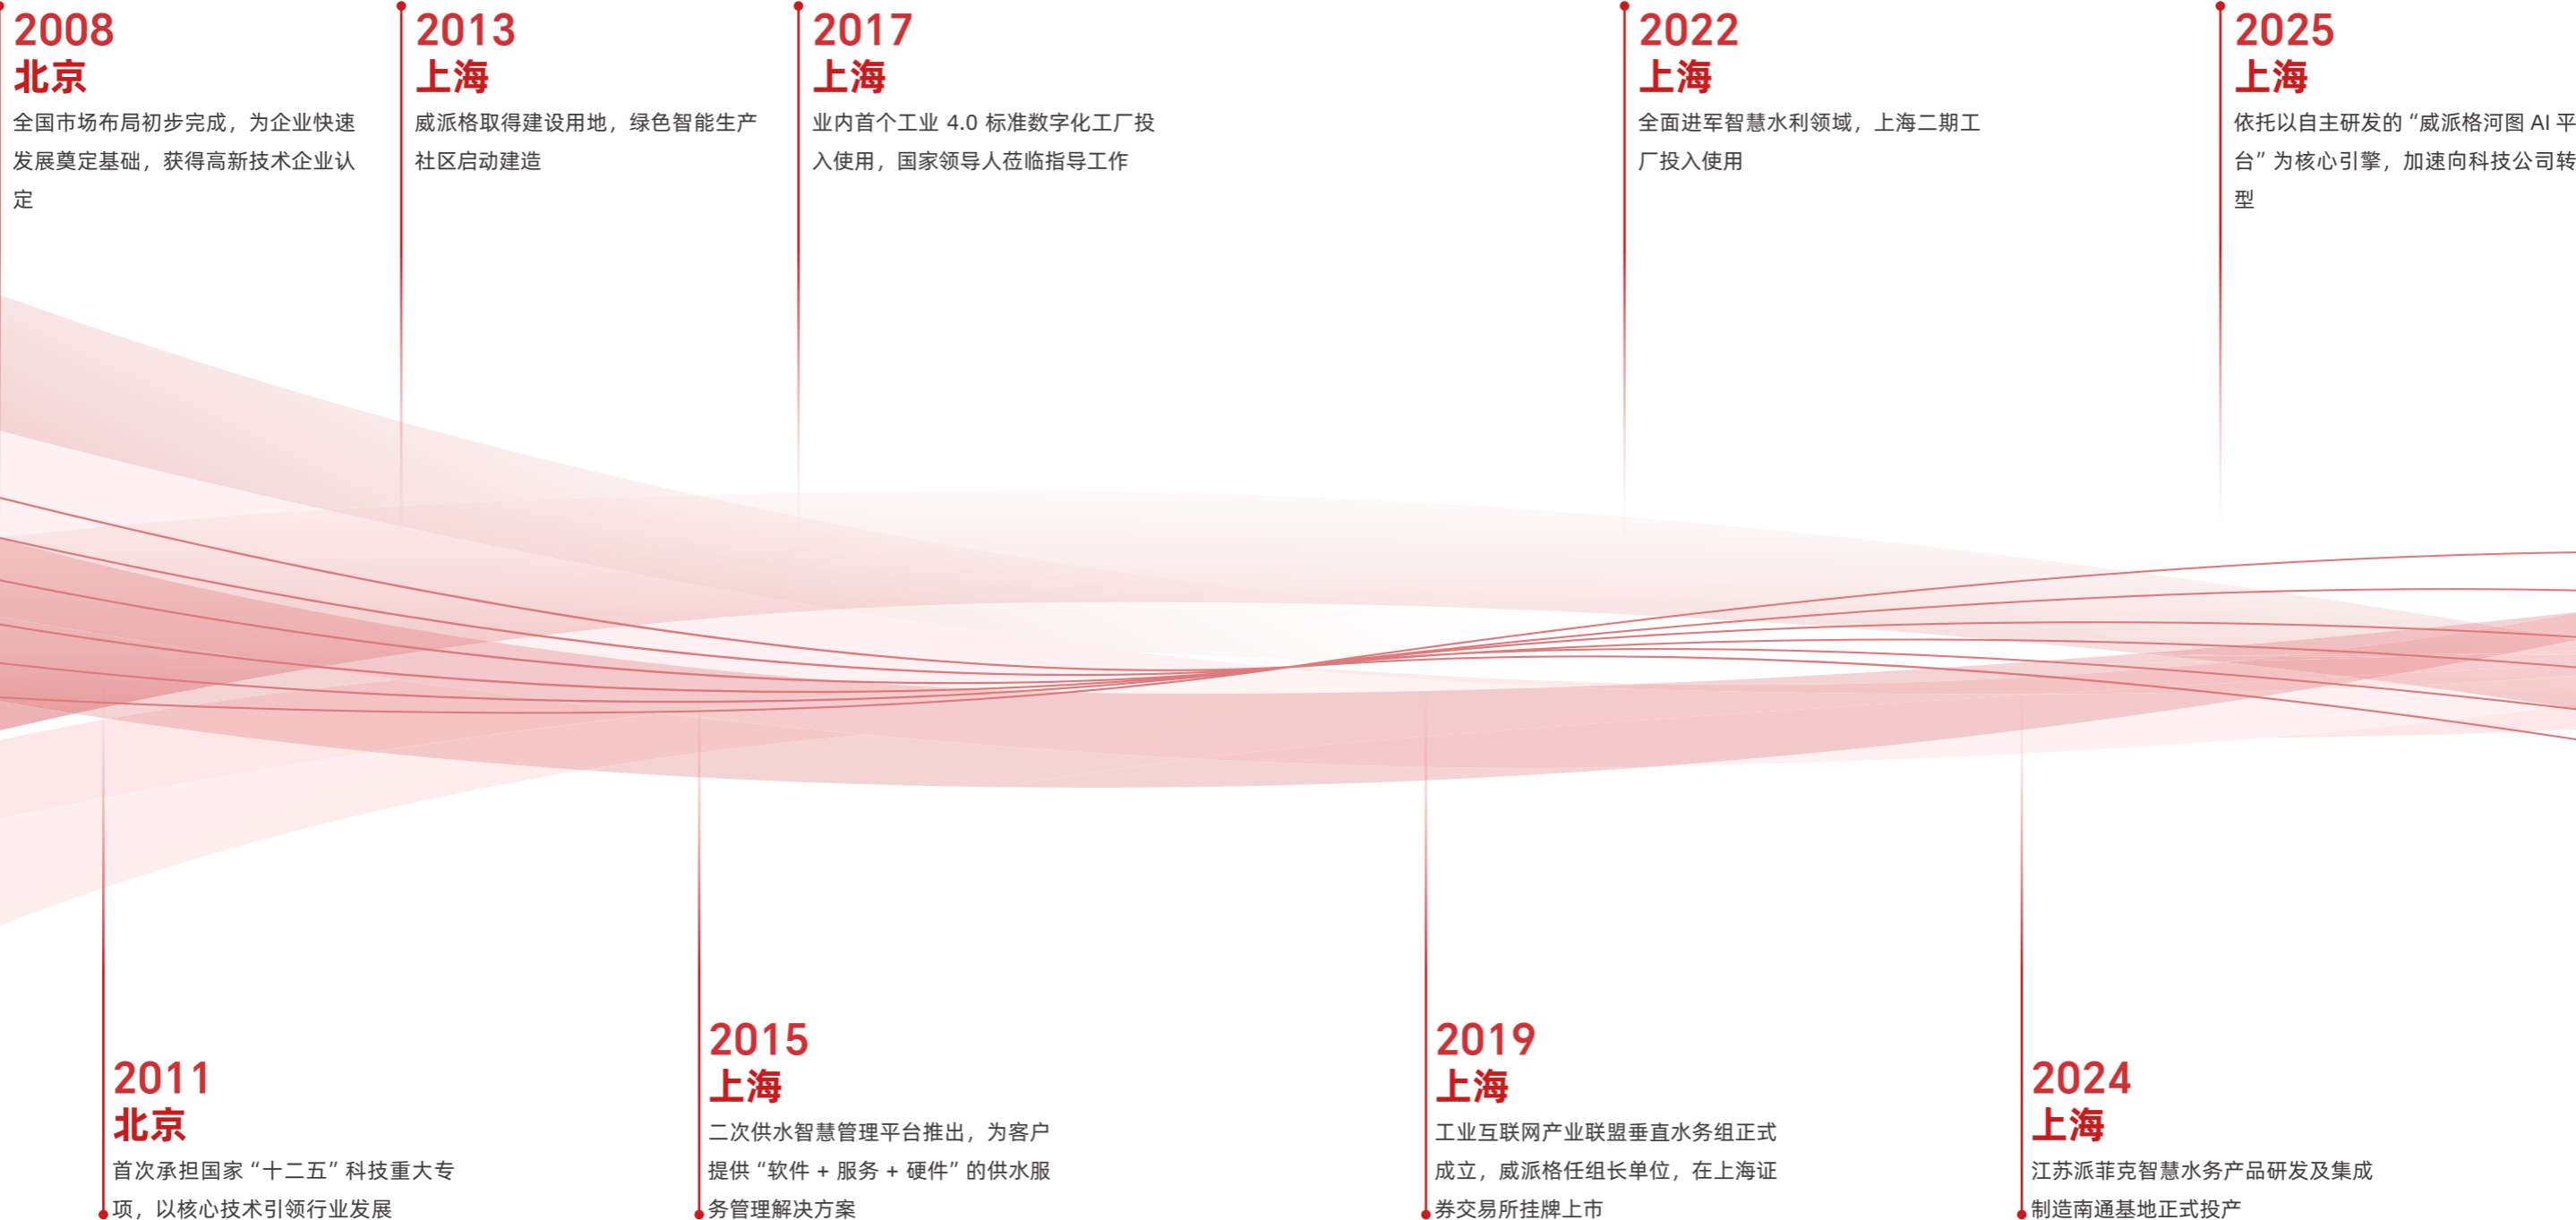 2008
北京
全国市场布局初步完成，为企业快速
发展奠定基础，获得高新技术企业认
定
2013
上海
威派格取得建设用地，绿色智能生产
社区启动建造
2017
上海
业内首个工业 4.0 标准数字化工厂投
入使用，国家领导人莅临指导工作
2022
上海
全面进军智慧水利领域，上海二期工
厂投入使用
2025
上海
依托以自主研发的 “威派格河图 AI 平
台” 为核心引擎，加速向科技公司转
型
2011
北京
首次承担国家 “十二五” 科技重大专
项，以核心技术引领行业发展
2015
上海
二次供水智慧管理平台推出，为客户
提供 “软件 + 服务 + 硬件” 的供水服
务管理解决方案
2019
上海
工业互联网产业联盟垂直水务组正式
成立，威派格任组长单位，在上海证
券交易所挂牌上市
2024
上海
江苏派菲克智慧水务产品研发及集成
制造南通基地正式投产